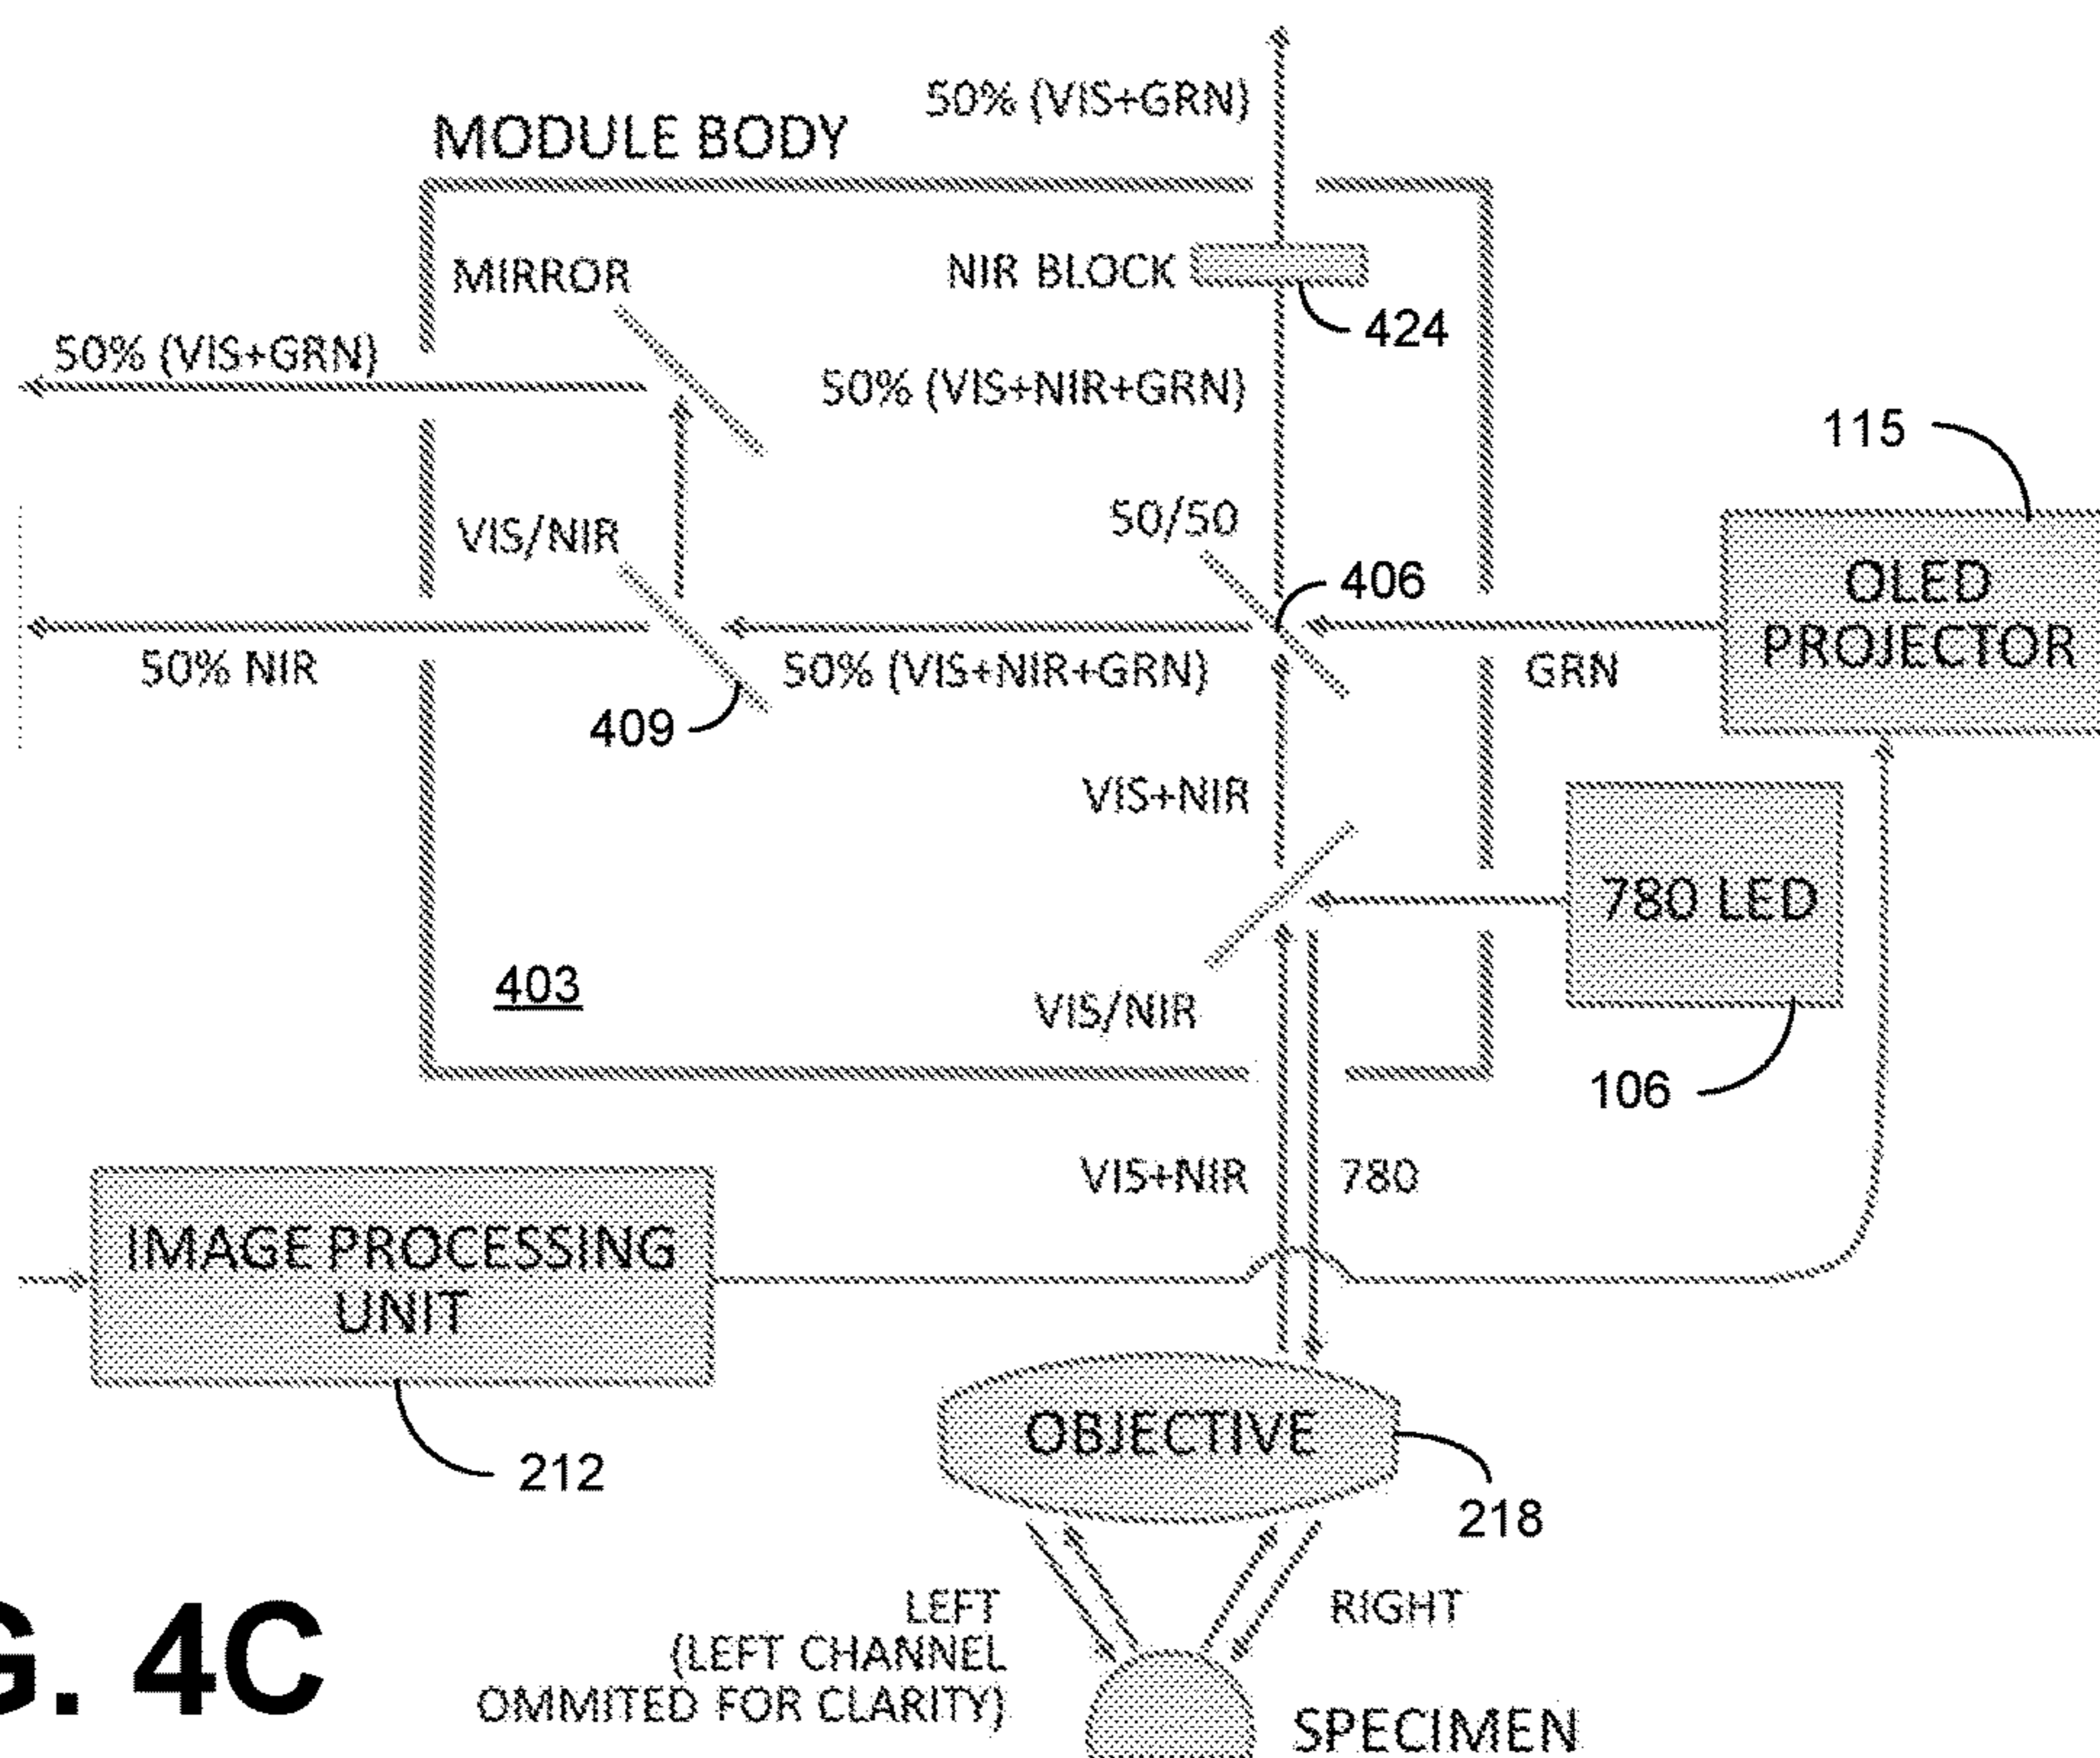 50% (VIS+GRN)
MODULE BODY
MIRROR
NIR BLOCK
424
50% (VIS+GRN)
50% (VIS+NIR+GRN)
115
VIS/NIR
50/50
406
OLED
PROJECTOR
50% NIR
50% (VIS+NIR+GRN)
GRN
409
VIS+NIR
780 LED
403
VIS/NIR
106
VIS+NIR
780
IMAGE PROCESSING
UNIT
OBJECTIVE
212
218
LEFT
RIGHT
(LEFT CHANNEL
OMMITED FOR CLARITY)
G. 4C
SPECIMEN